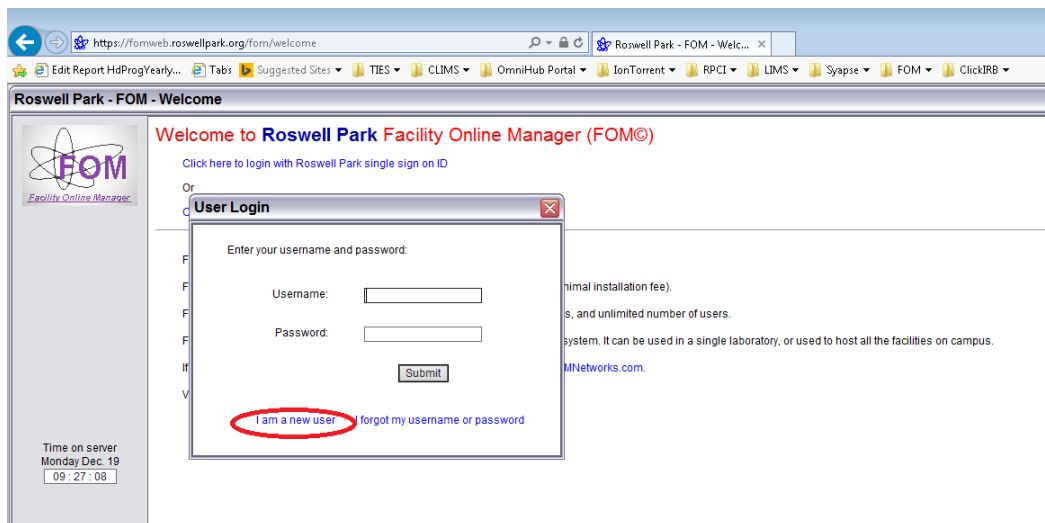 https://fomweb.roswellpark.org/fom/welcome
Roswell Park - FOM - Welc...
Edit Report HdProgYearly... Tabs Suggested Sites TIES CLIMS OmniHub Portal IonTorrent RPCI LIMS Syapse FOM ClickIRB
Roswell Park - FOM - Welcome
FOM
Facility Online Manager
Welcome to Roswell Park Facility Online Manager (FOM©)
Click here to login with Roswell Park single sign on ID
Or
User Login
Enter your username and password:
Username:
Password:
Submit
I am a new user I forgot my username or password
installation fee).
s, and unlimited number of users.
system. It can be used in a single laboratory, or used to host all the facilities on campus.
MNetworks.com.
Time on server
Monday Dec. 19
09 : 27 : 08